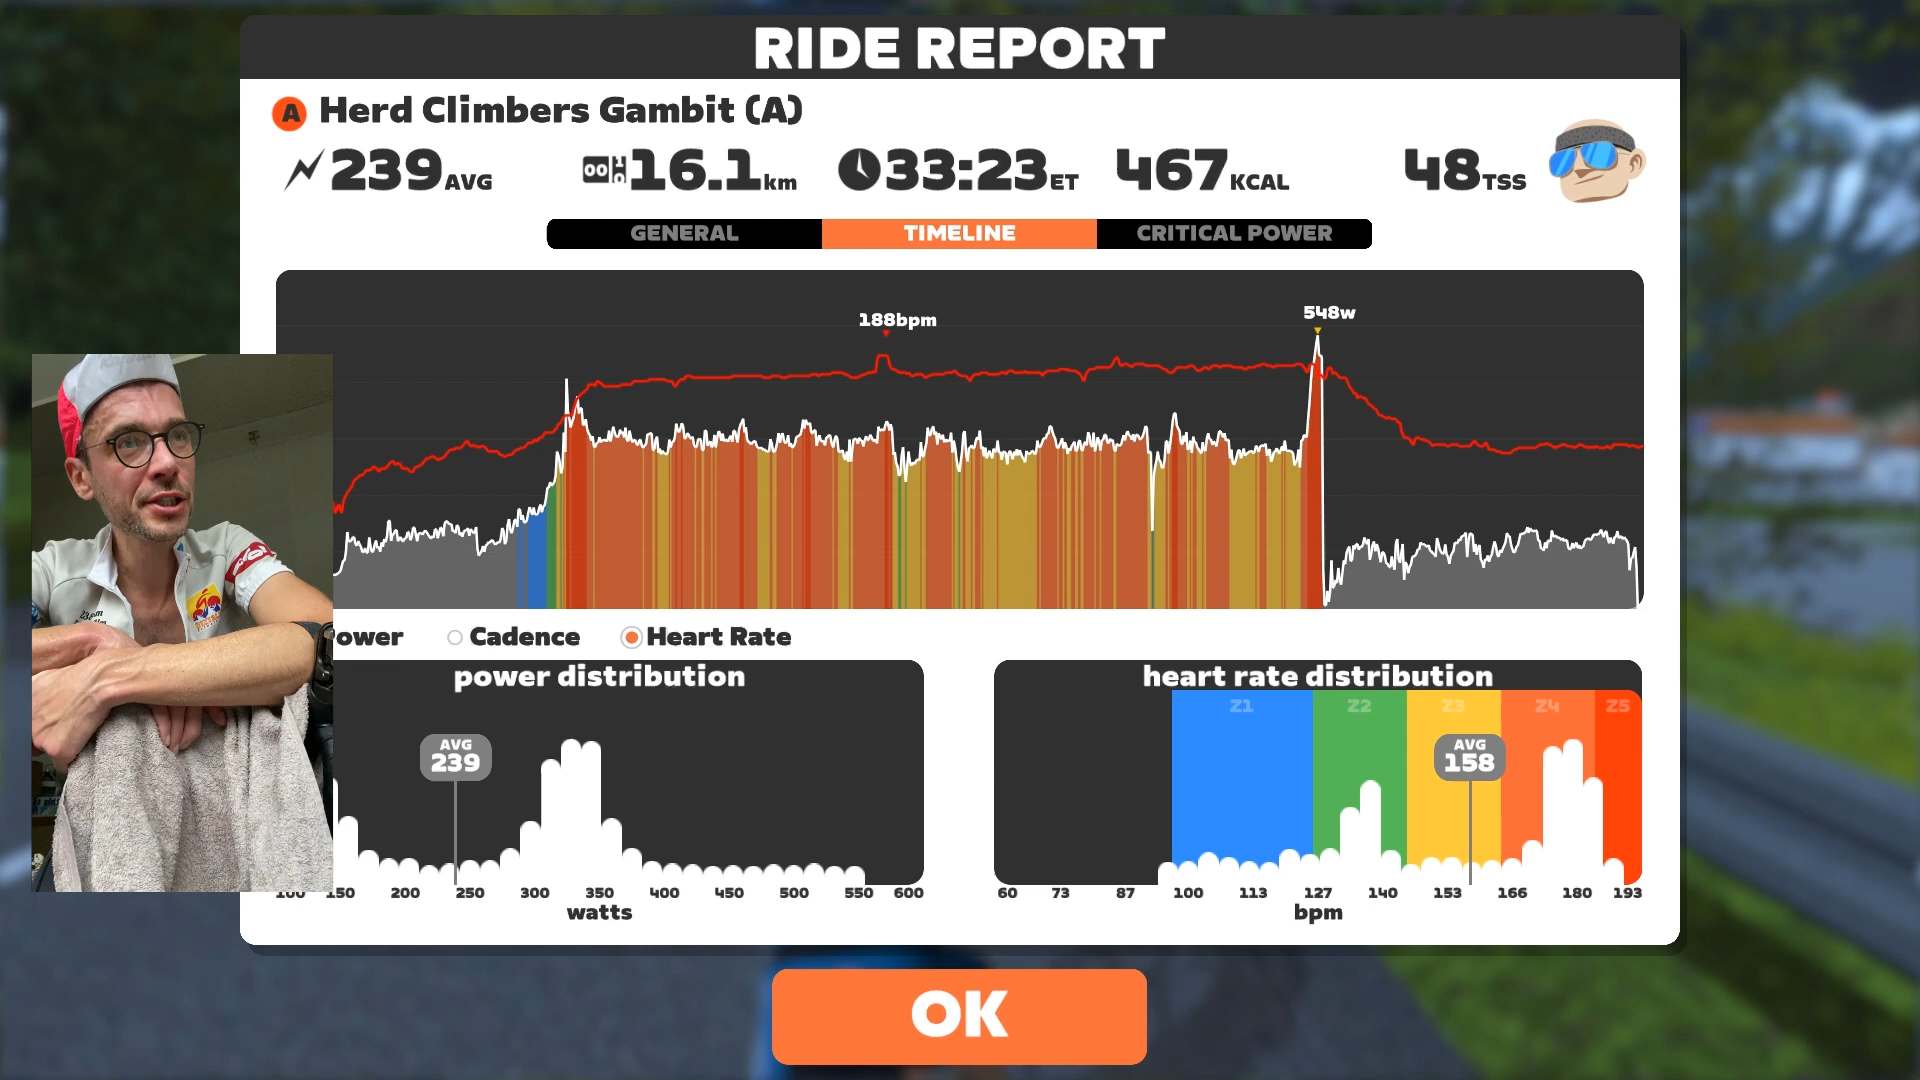 RIDE REPORT
A Herd Climbers Gambit (A)
239AVG 16.1km 33:23ET 467KCAL 48TSS
GENERAL TIMELINE CRITICAL POWER
188bpm
548w
ower Cadence Heart Rate
power distribution
AVG
239
150 200 250 300 350 400 450 500 550 600
watts
heart rate distribution
Z1 Z2 Z3 Z4 Z5
AVG
158
60 73 87 100 113 127 140 153 166 180 193
bpm
OK